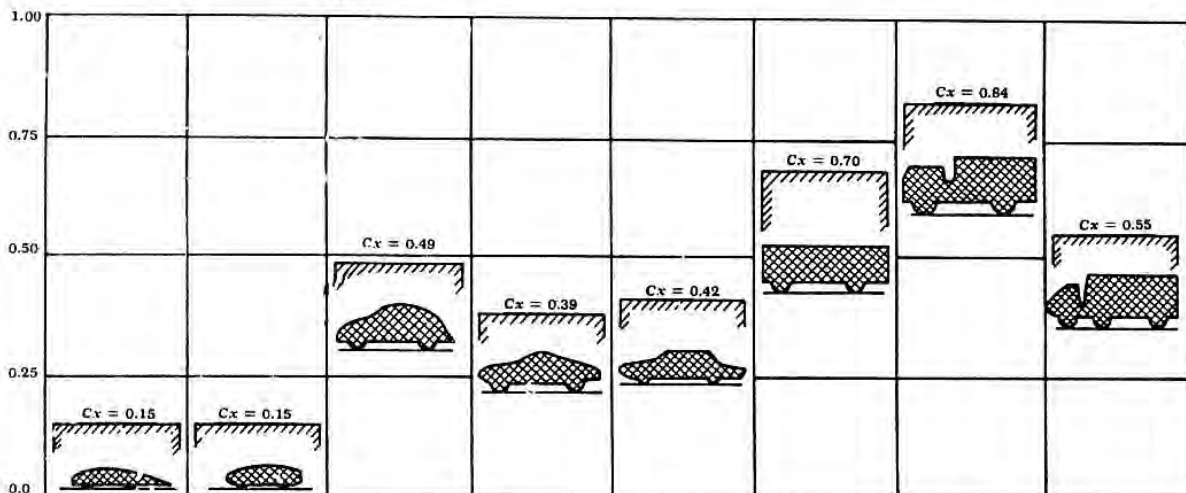 1.00
Cx = 0.84
0.75
Cx = 0.70
0.50
Cx = 0.49
Cx = 0.55
Cx = 0.39
Cx = 0.42
0.25
Cx = 0.15
Cx = 0.15
0.0